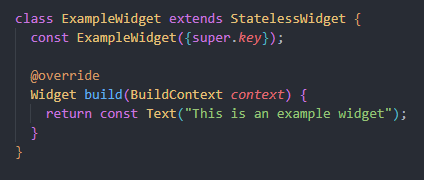 class ExampleWidget extends StatelessWidget {
  const ExampleWidget({super.key});

  @override
  Widget build(BuildContext context) {
    return const Text("This is an example widget");
  }
}